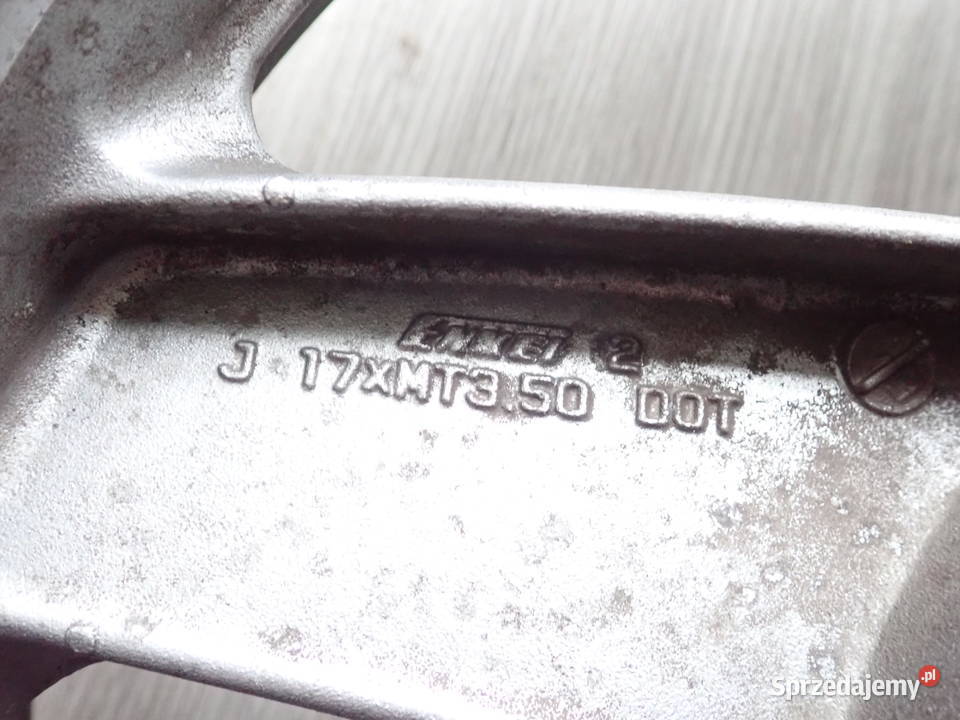 ENKEI 2
J 17XMT3.50 DOT
Sprzedajemy.pl